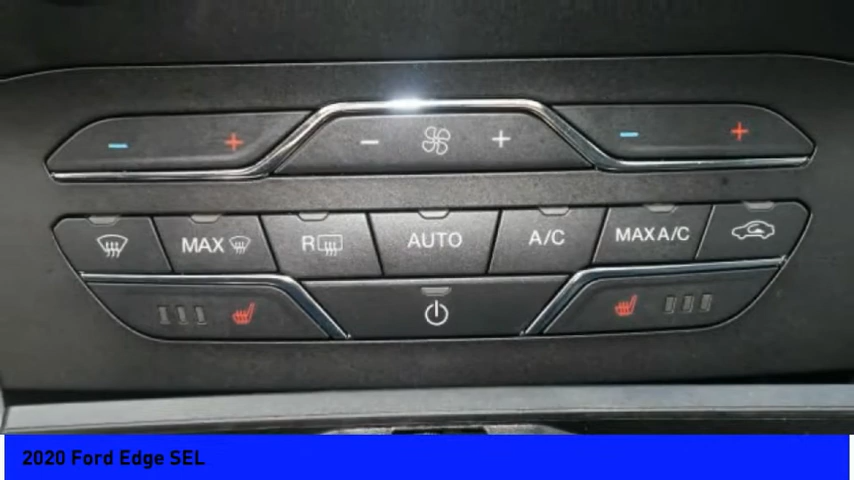 - + - + - +
MAX R AUTO A/C MAX A/C
2020 Ford Edge SEL